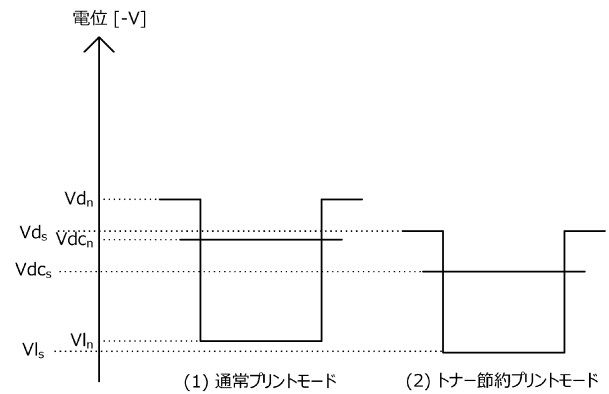 電位 [-V]
Vdn
Vds
Vdcn
Vdcs
Vln
Vls
(1) 通常プリントモード
(2) トナー節約プリントモード